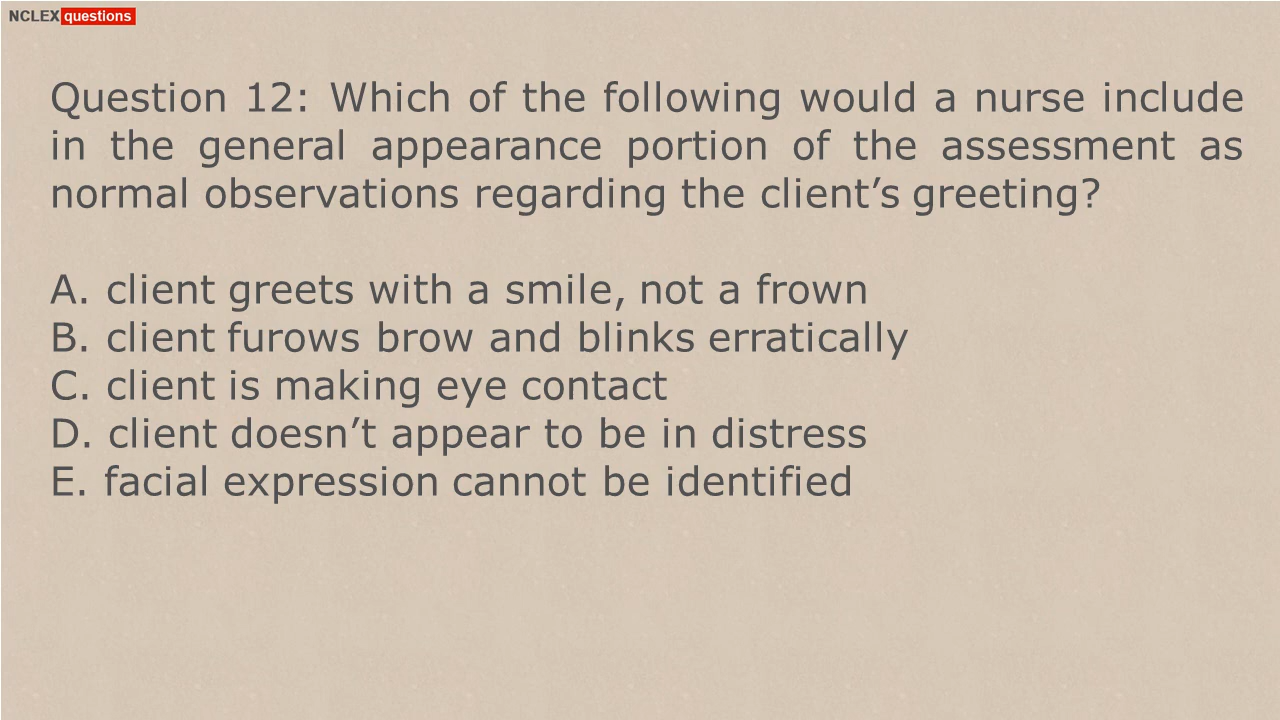 NCLEX questions
Question 12: Which of the following would a nurse include
in the general appearance portion of the assessment as
normal observations regarding the client’s greeting?
A. client greets with a smile, not a frown
B. client furows brow and blinks erratically
C. client is making eye contact
D. client doesn’t appear to be in distress
E. facial expression cannot be identified